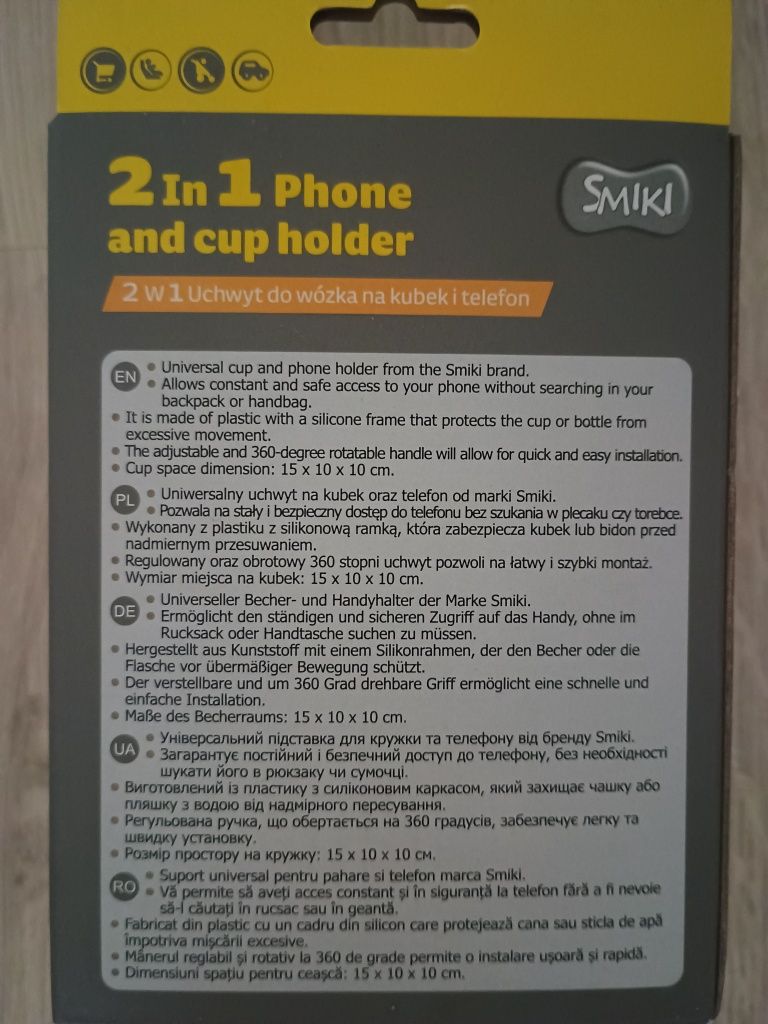 2 In 1 Phone
and cup holder
SMIKI
2 W 1 Uchwyt do wózka na kubek i telefon
EN
• Universal cup and phone holder from the Smiki brand.
• Allows constant and safe access to your phone without searching in your
backpack or handbag.
• It is made of plastic with a silicone frame that protects the cup or bottle from
excessive movement.
• The adjustable and 360-degree rotatable handle will allow for quick and easy installation.
• Cup space dimension: 15 x 10 x 10 cm.
PL
• Uniwersalny uchwyt na kubek oraz telefon od marki Smiki.
• Pozwala na stały i bezpieczny dostęp do telefonu bez szukania w plecaku czy torebce.
• Wykonany z plastiku z silikonową ramką, która zabezpiecza kubek lub bidon przed
nadmiernym przesuwaniem.
• Regulowany oraz obrotowy 360 stopni uchwyt pozwoli na łatwy i szybki montaż.
• Wymiar miejsca na kubek: 15 x 10 x 10 cm.
DE
• Universeller Becher- und Handyhalter der Marke Smiki.
• Ermöglicht den ständigen und sicheren Zugriff auf das Handy, ohne im
Rucksack oder Handtasche suchen zu müssen.
• Hergestellt aus Kunststoff mit einem Silikonrahmen, der den Becher oder die
Flasche vor übermäßiger Bewegung schützt.
• Der verstellbare und um 360 Grad drehbare Griff ermöglicht eine schnelle und
einfache Installation.
• Maße des Becherraums: 15 x 10 x 10 cm.
UA
• Універсальний підставка для кружки та телефону від бренду Smiki.
• Загарантує постійний і безпечний доступ до телефону, без необхідності
шукати його в рюкзаку чи сумочці.
• Виготовлений із пластику з силіконовим каркасом, який захищає чашку або
пляшку з водою від надмірного пересування.
• Регульована ручка, що обертається на 360 градусів, забезпечує легку та
швидку установку.
• Розмір простору на кружку: 15 x 10 x 10 см.
RO
• Suport universal pentru pahare si telefon marca Smiki.
• Vă permite să aveți acces constant și în siguranță la telefon fără a fi nevoie
să-l căutați în rucsac sau în geantă.
• Fabricat din plastic cu un cadru din silicon care protejează cana sau sticla de apă
împotriva mișcării excesive.
• Mânerul reglabil și rotativ la 360 de grade permite o instalare ușoară și rapidă.
• Dimensiuni spațiu pentru ceașcă: 15 x 10 x 10 cm.